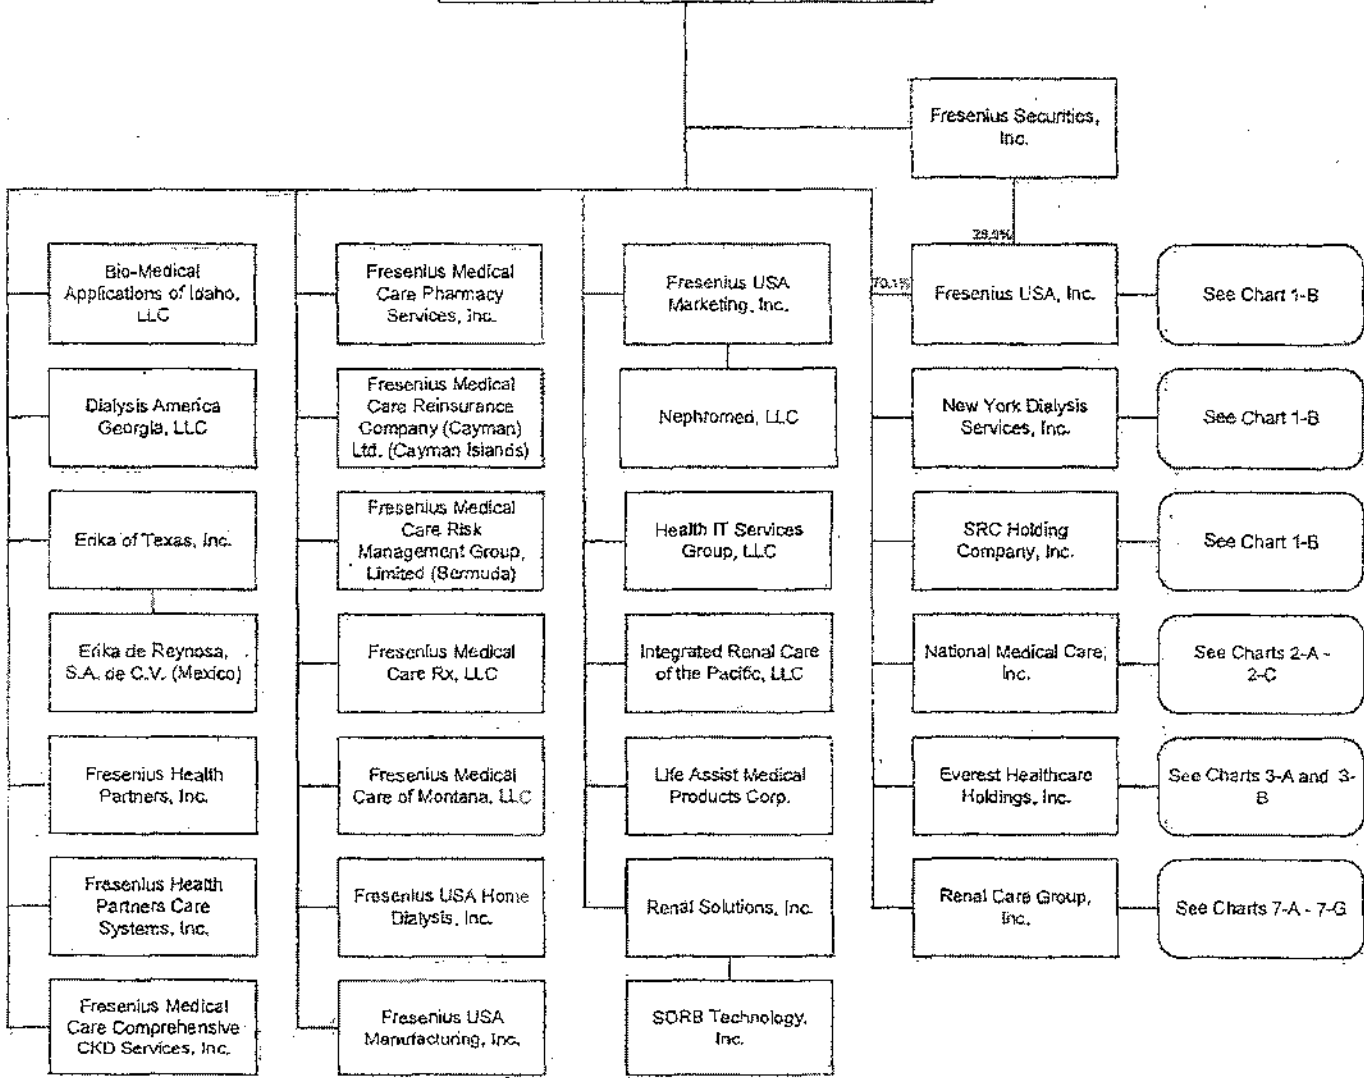 Fresenius Securities,
Inc.
Bio-Medical
Applications of Idaho,
LLC
Fresenius Medical
Care Pharmacy
Services, Inc.
Fresenius USA
Marketing, Inc.
70.1%
Fresenius USA, Inc.
See Chart 1-B
Dialysis America
Georgia, LLC
Fresenius Medical
Care Reinsurance
Company (Cayman)
Ltd. (Cayman Islands)
Nephromed, LLC
New York Dialysis
Services, Inc.
See Chart 1-B
Erika of Texas, Inc.
Fresenius Medical
Care Risk
Management Group,
Limited (Bermuda)
Health IT Services
Group, LLC
SRC Holding
Company, Inc.
See Chart 1-B
Erika de Reynosa,
S.A. de C.V. (Mexico)
Fresenius Medical
Care Rx, LLC
Integrated Renal Care
of the Pacific, LLC
National Medical Care,
Inc.
See Charts 2-A -
2-C
Fresenius Health
Partners, Inc.
Fresenius Medical
Care of Montana, LLC
Life Assist Medical
Products Corp.
Everest Healthcare
Holdings, Inc.
See Charts 3-A and 3-
B
Fresenius Health
Partners Care
Systems, Inc.
Fresenius USA Home
Dialysis, Inc.
Renal Solutions, Inc.
Renal Care Group,
Inc.
See Charts 7-A - 7-G
Fresenius Medical
Care Comprehensive
CKD Services, Inc.
Fresenius USA
Manufacturing, Inc.
SORB Technology,
Inc.